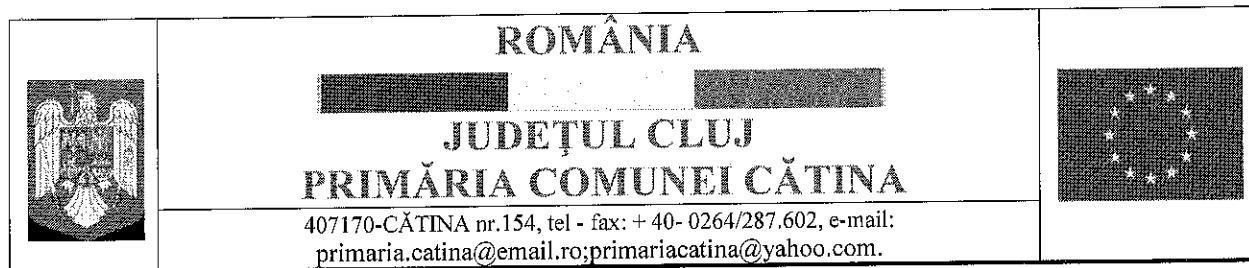 ROMÂNIA
JUDEŢUL CLUJ
PRIMĂRIA COMUNEI CĂTINA
407170-CĂTINA nr.154, tel - fax: + 40- 0264/287.602, e-mail:
primaria.catina@email.ro;primariacatina@yahoo.com.